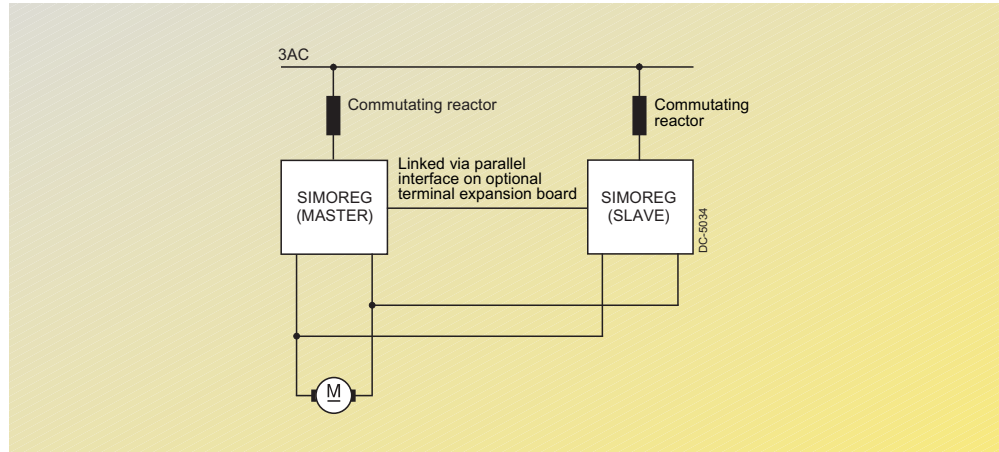 3AC
Commutating reactor
Commutating
reactor
Linked via parallel
interface on optional
terminal expansion board
SIMOREG
(MASTER)
SIMOREG
(SLAVE)
DC-5034
M